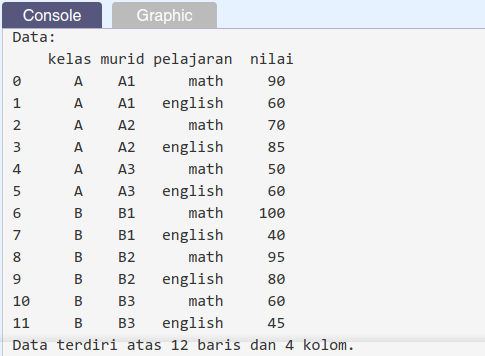 Console Graphic
Data:
kelas murid pelajaran nilai
0 A A1 math 90
1 A A1 english 60
2 A A2 math 70
3 A A2 english 85
4 A A3 math 50
5 A A3 english 60
6 B B1 math 100
7 B B1 english 40
8 B B2 math 95
9 B B2 english 80
10 B B3 math 60
11 B B3 english 45
Data terdiri atas 12 baris dan 4 kolom.